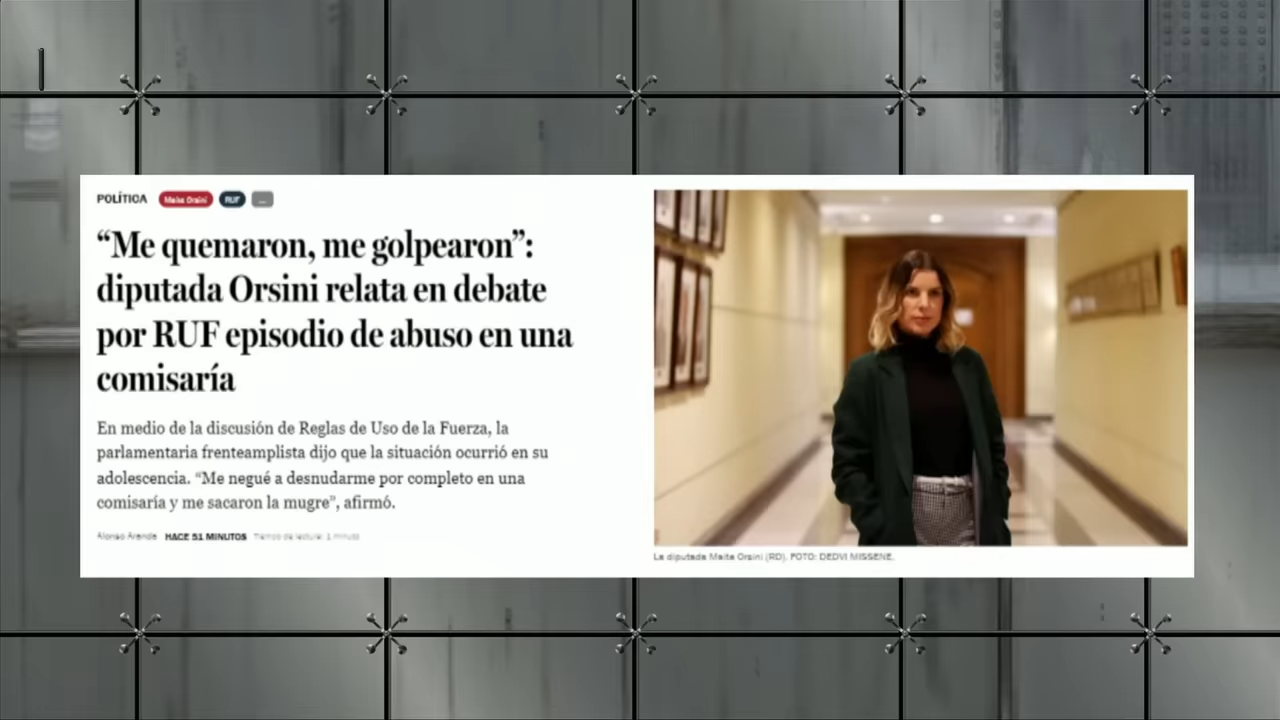 POLÍTICA Maite Orsini RUF ...
“Me quemaron, me golpearon”:
diputada Orsini relata en debate
por RUF episodio de abuso en una
comisaría
En medio de la discusión de Reglas de Uso de la Fuerza, la
parlamentaria frenteamplista dijo que la situación ocurrió en su
adolescencia. “Me negué a desnudarme por completo en una
comisaría y me sacaron la mugre”, afirmó.
Alonso Aranda HACE 51 MINUTOS Tiempo de lectura: 1 minuto
La diputada Maite Orsini (RD). FOTO: DEDVI MISSENE.